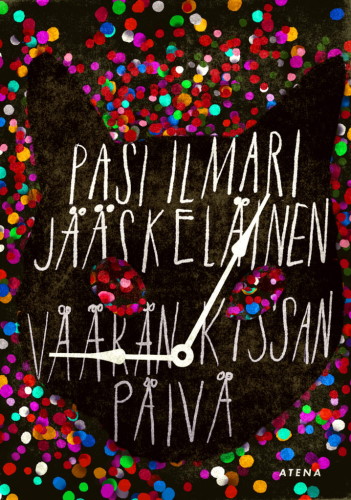 PASI ILMARI
JÄÄSKELÄINEN
VÄÄRÄN KISSAN
PÄIVÄ
ATENA